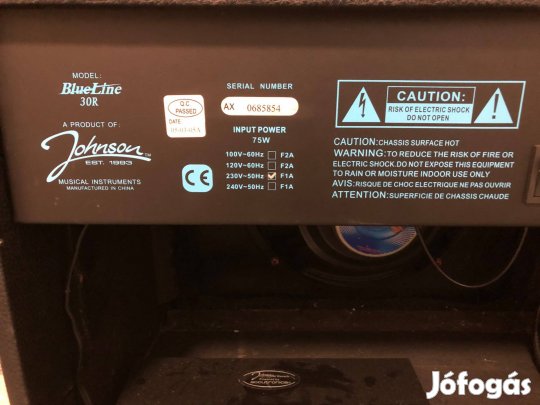 MODEL:
BlueLine
30R
A PRODUCT OF:
Johnson
EST. 1993
MUSICAL INSTRUMENTS
MANUFACTURED IN CHINA
Q.C.
PASSED
DATE:
SERIAL NUMBER
AX 0685854
INPUT POWER
75W
100V~60Hz F2A
120V~60Hz F2A
230V~50Hz F1A
240V~50Hz F1A
CE
CAUTION:
RISK OF ELECTRIC SHOCK
DO NOT OPEN
CAUTION:CHASSIS SURFACE HOT
WARNING:TO REDUCE THE RISK OF FIRE OR
ELECTRIC SHOCK DO NOT EXPOSE THIS EQUIPMENT
TO RAIN OR MOISTURE INDOOR USE ONLY
AVIS:RISQUE DE CHOC ELECTRIQUE NE PAS OUVRIR
ATTENTION:SUPERFICIE DE CHASSIS CHAUDE
Johnson
accutronics
Jófogás